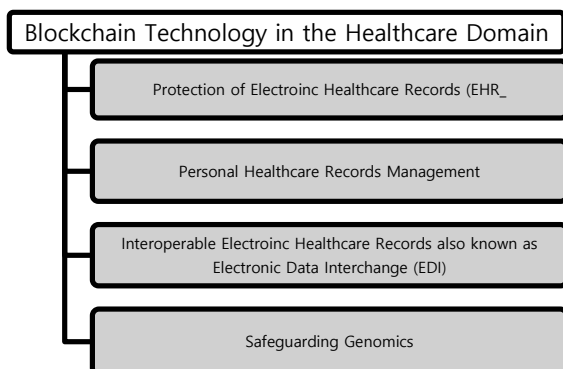 Blockchain Technology in the Healthcare Domain
Protection of Electroinc Healthcare Records (EHR_
Personal Healthcare Records Management
Interoperable Electroinc Healthcare Records also known as
Electronic Data Interchange (EDI)
Safeguarding Genomics